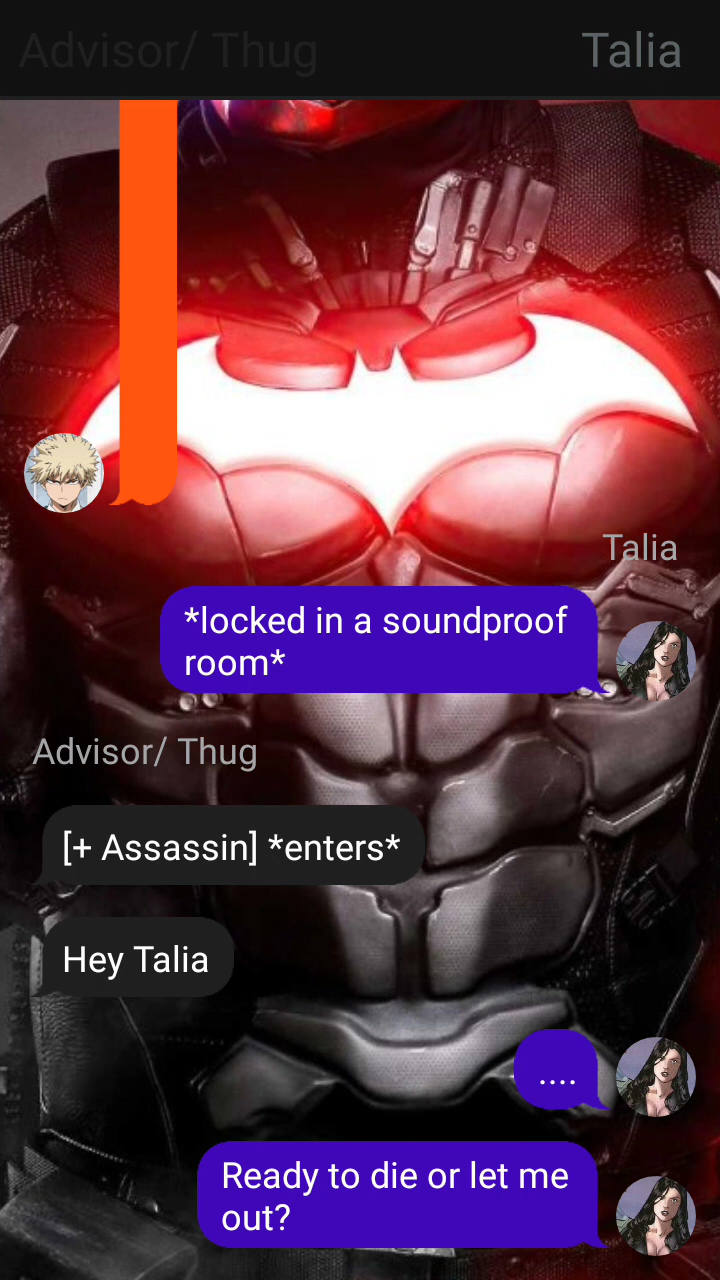 Advisor/ Thug
Talia
Talia
*locked in a soundproof
room*
Advisor/ Thug
[+ Assassin] *enters*
Hey Talia
....
Ready to die or let me
out?